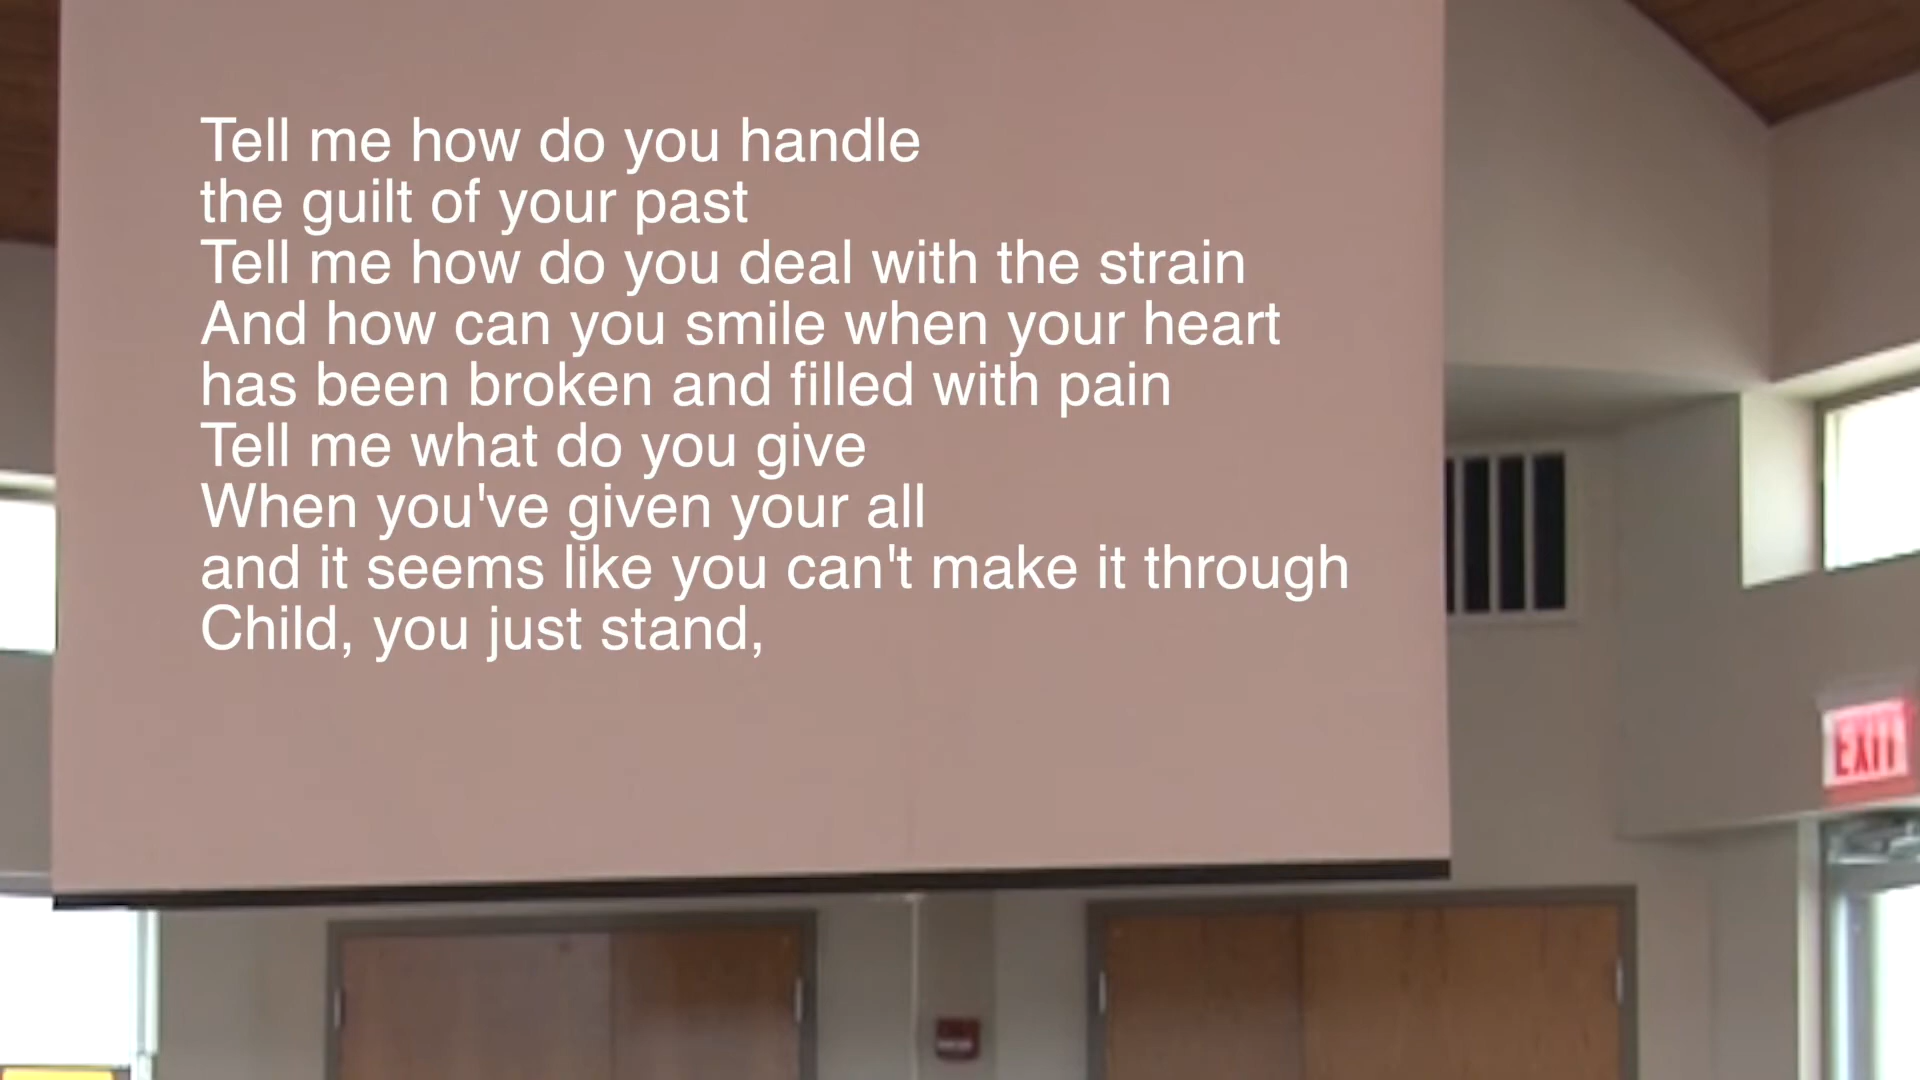 Tell me how do you handle
the guilt of your past
Tell me how do you deal with the strain
And how can you smile when your heart
has been broken and filled with pain
Tell me what do you give
When you've given your all
and it seems like you can't make it through
Child, you just stand,
EXIT